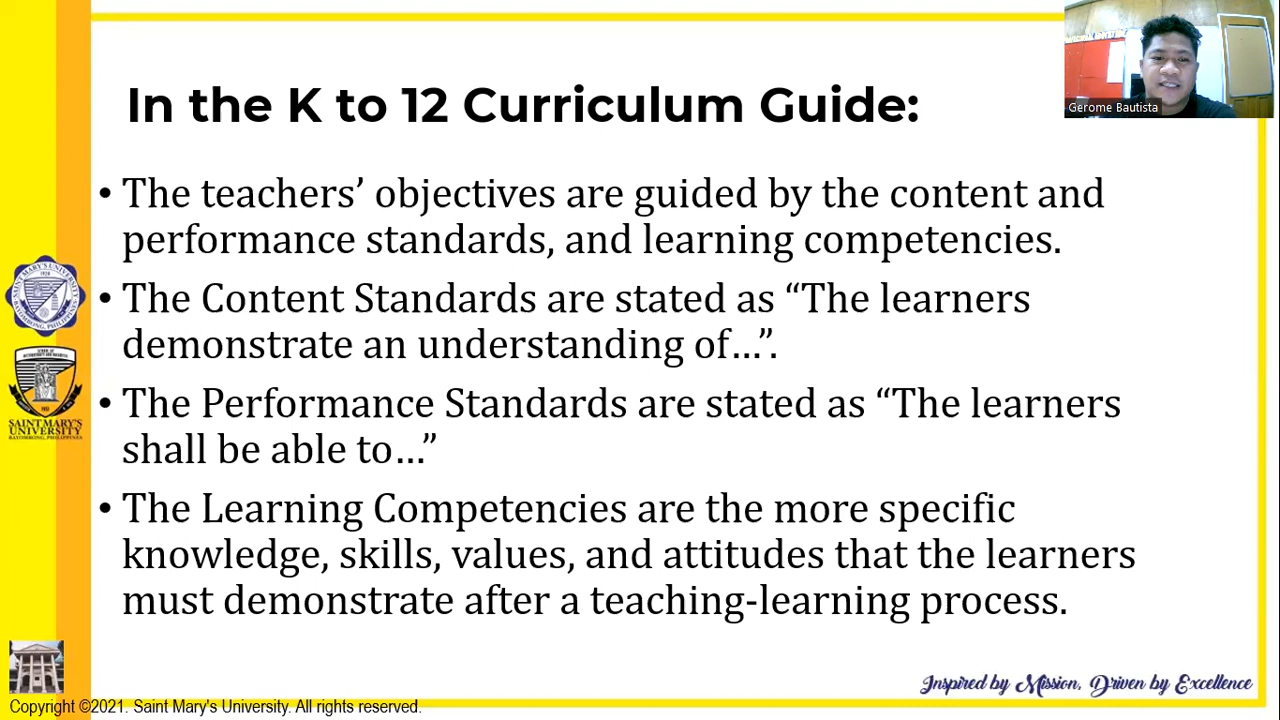 In the K to 12 Curriculum Guide:
Gerome Bautista
• The teachers’ objectives are guided by the content and
performance standards, and learning competencies.
• The Content Standards are stated as “The learners
demonstrate an understanding of…”.
• The Performance Standards are stated as “The learners
shall be able to…”
• The Learning Competencies are the more specific
knowledge, skills, values, and attitudes that the learners
must demonstrate after a teaching-learning process.
SAINT MARY'S
UNIVERSITY
BAYOMBONG, PHILIPPINES
Inspired by Mission, Driven by Excellence
Copyright ©2021. Saint Mary's University. All rights reserved.